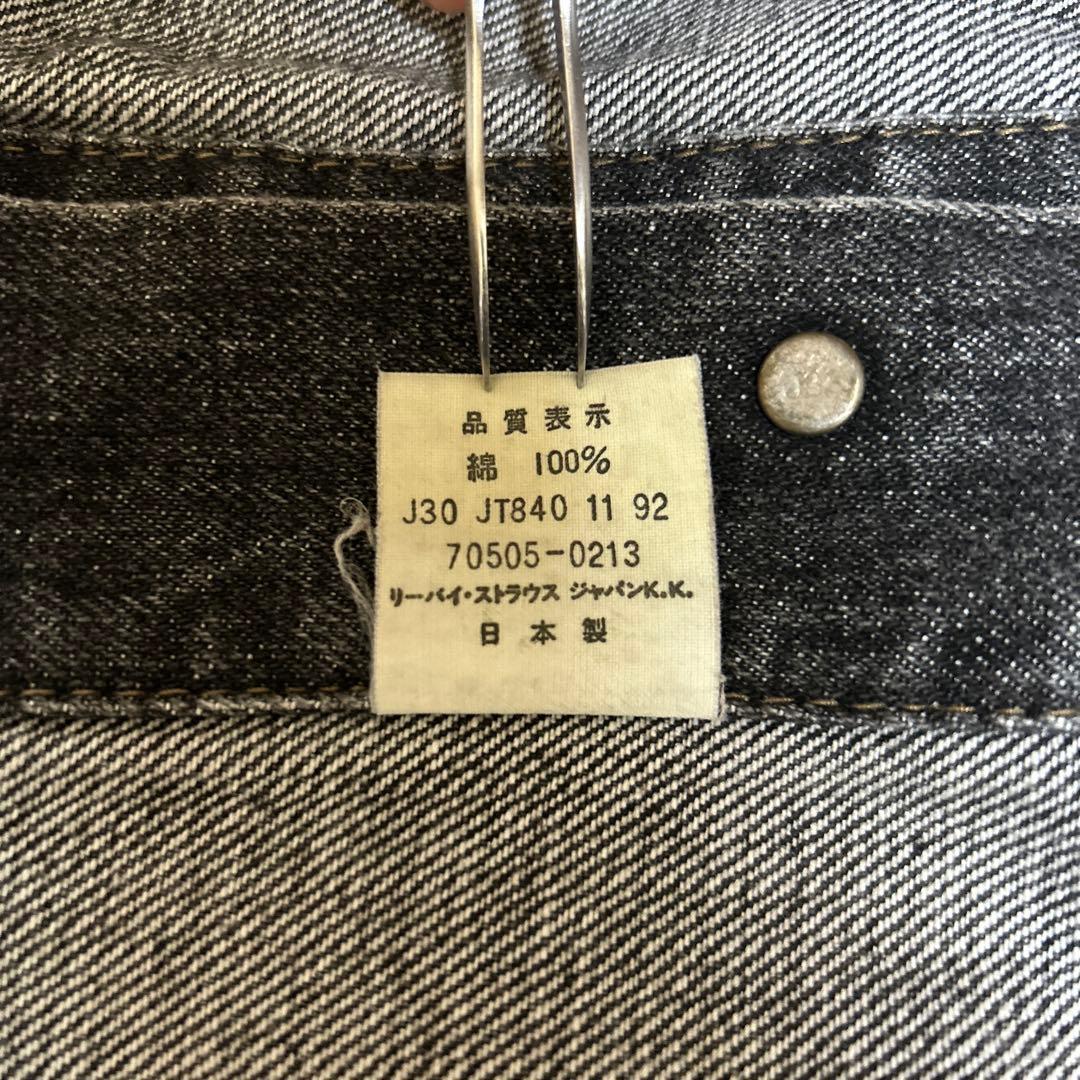 品質表示
綿 100%
J30 JT840 11 92
70505-0213
リーバイ・ストラウス ジャパンK.K.
日本製